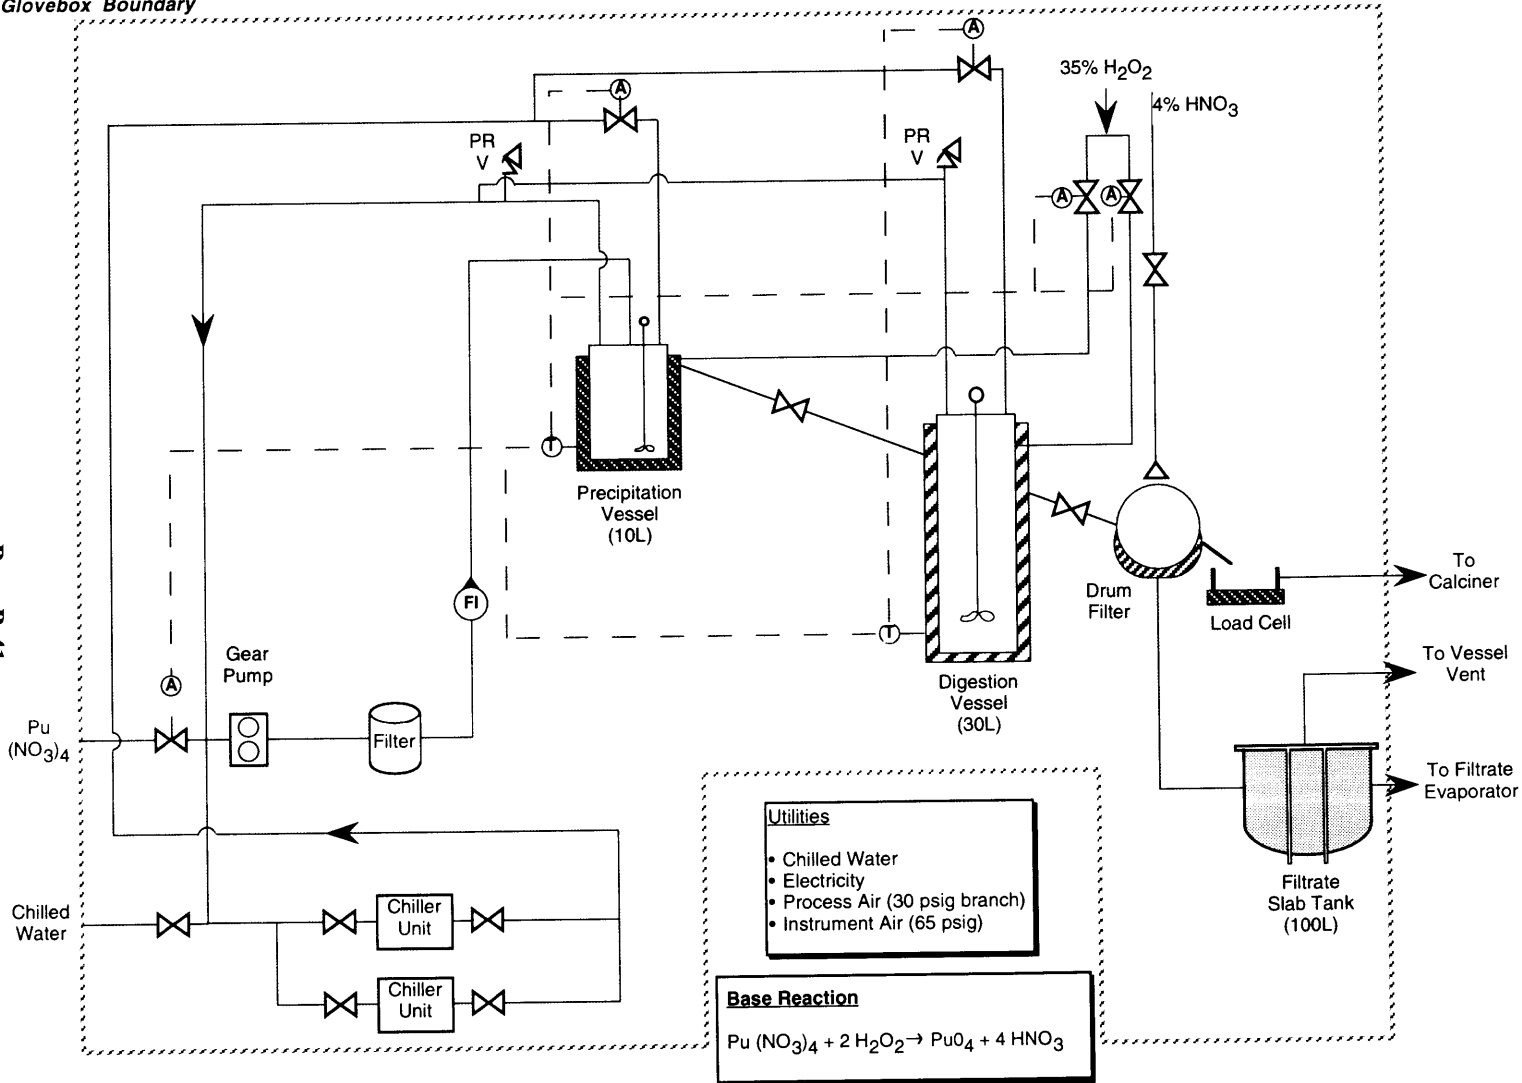 Glovebox Boundary
A
35% H2O2
4% HNO3
A
PR
V
PR
V
A
A
T
Precipitation
Vessel
(10L)
FI
To
Calciner
Drum
Filter
Load Cell
T
Gear
Pump
To Vessel
Vent
A
Digestion
Vessel
(30L)
Pu
(NO3)4
Filter
To Filtrate
Evaporator
Utilities
• Chilled Water
• Electricity
• Process Air (30 psig branch)
• Instrument Air (65 psig)
Filtrate
Slab Tank
(100L)
Chilled
Water
Chiller
Unit
Chiller
Unit
Base Reaction
Pu (NO3)4 + 2 H2O2→ Pu04 + 4 HNO3